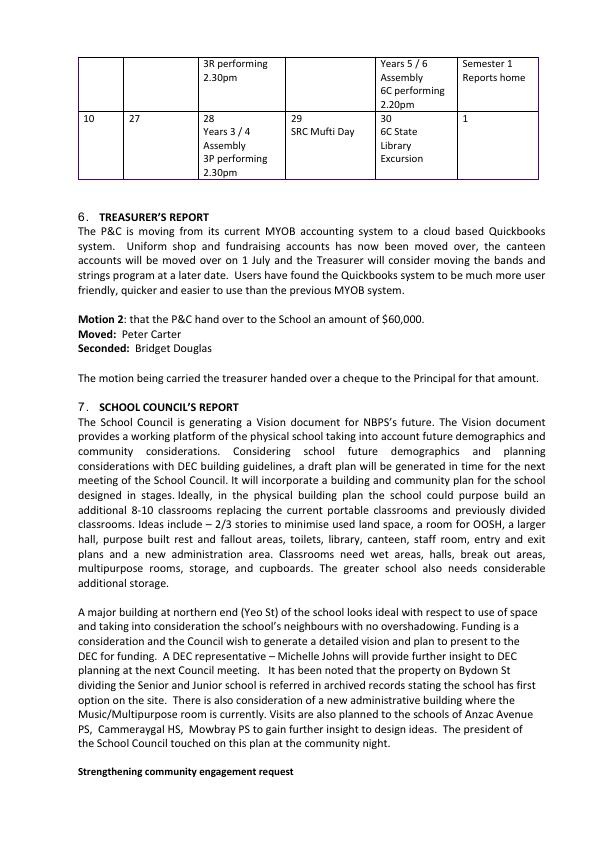 3R performing
2.30pm
Years 5 / 6
Assembly
6C performing
2.20pm
Semester 1
Reports home
10
27
28
Years 3 / 4
Assembly
3P performing
2.30pm
29
SRC Mufti Day
30
6C State
Library
Excursion
1
6. TREASURER'S REPORT
The P&C is moving from its current MYOB accounting system to a cloud based Quickbooks
system. Uniform shop and fundraising accounts has now been moved over, the canteen
accounts will be moved over on 1 July and the Treasurer will consider moving the bands and
strings program at a later date. Users have found the Quickbooks system to be much more user
friendly, quicker and easier to use than the previous MYOB system.
Motion 2: that the P&C hand over to the School an amount of $60,000.
Moved: Peter Carter
Seconded: Bridget Douglas
The motion being carried the treasurer handed over a cheque to the Principal for that amount.
7. SCHOOL COUNCIL'S REPORT
The School Council is generating a Vision document for NBPS's future. The Vision document
provides a working platform of the physical school taking into account future demographics and
community considerations. Considering school future demographics and planning
considerations with DEC building guidelines, a draft plan will be generated in time for the next
meeting of the School Council. It will incorporate a building and community plan for the school
designed in stages. Ideally, in the physical building plan the school could purpose build an
additional 8-10 classrooms replacing the current portable classrooms and previously divided
classrooms. Ideas include – 2/3 stories to minimise used land space, a room for OOSH, a larger
hall, purpose built rest and fallout areas, toilets, library, canteen, staff room, entry and exit
plans and a new administration area. Classrooms need wet areas, halls, break out areas,
multipurpose rooms, storage, and cupboards. The greater school also needs considerable
additional storage.
A major building at northern end (Yeo St) of the school looks ideal with respect to use of space
and taking into consideration the school's neighbours with no overshadowing. Funding is a
consideration and the Council wish to generate a detailed vision and plan to present to the
DEC for funding. A DEC representative – Michelle Johns will provide further insight to DEC
planning at the next Council meeting. It has been noted that the property on Bydown St
dividing the Senior and Junior school is referred in archived records stating the school has first
option on the site. There is also consideration of a new administrative building where the
Music/Multipurpose room is currently. Visits are also planned to the schools of Anzac Avenue
PS, Cammeraygal HS, Mowbray PS to gain further insight to design ideas. The president of
the School Council touched on this plan at the community night.
Strengthening community engagement request